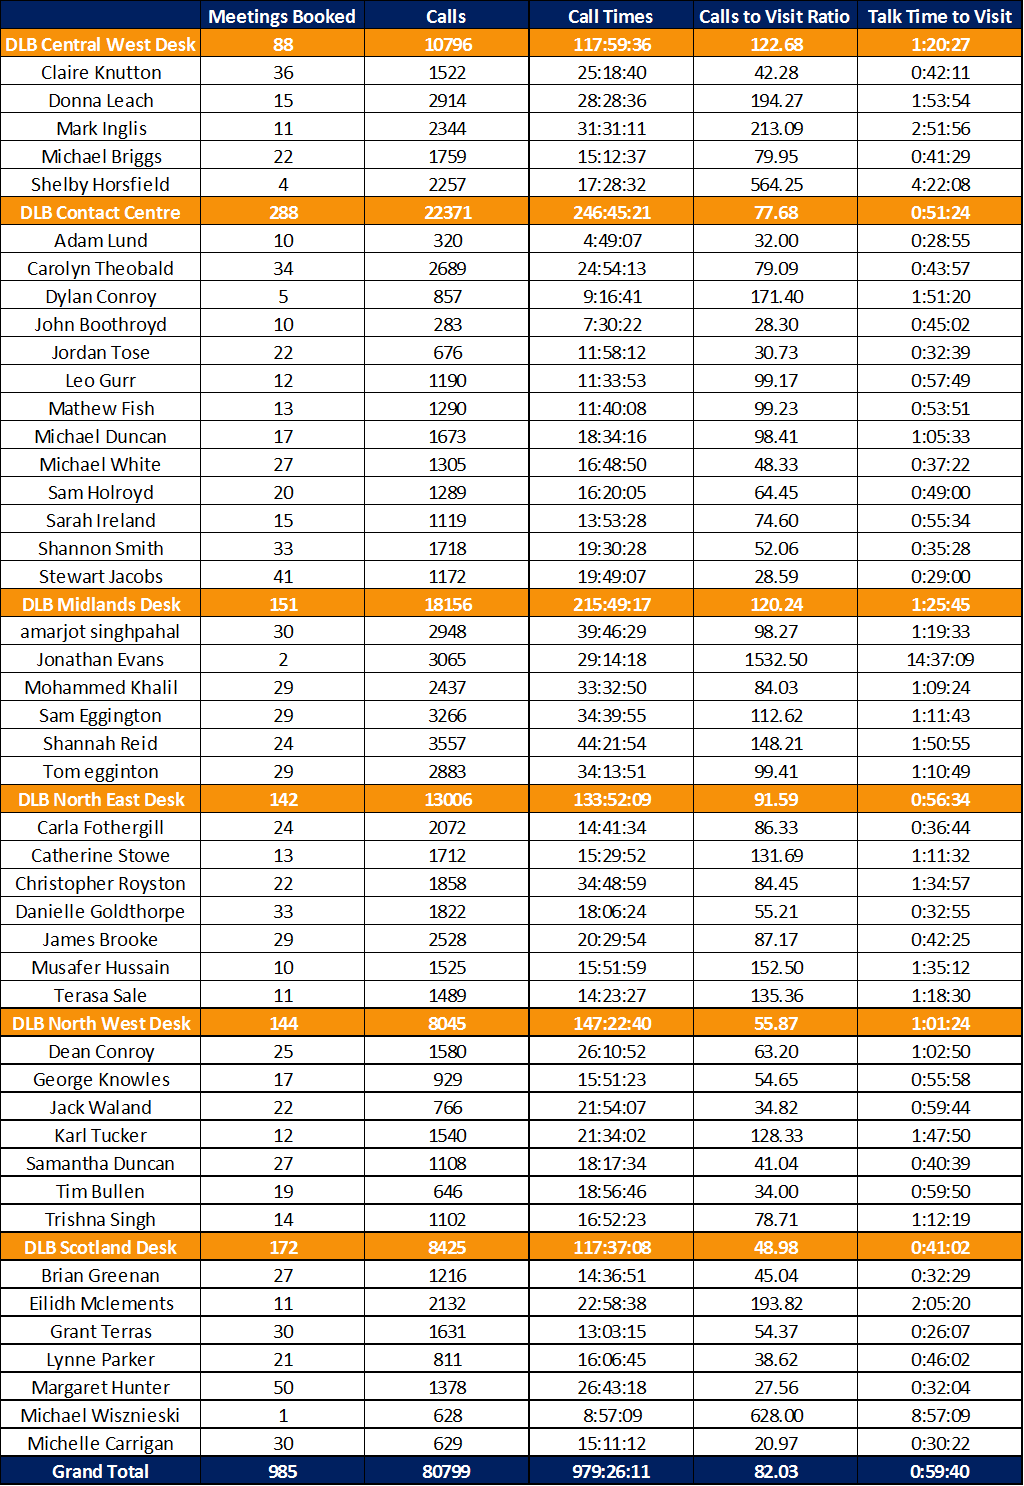 Meetings Booked Calls Call Times Calls to Visit Ratio Talk Time to Visit
DLB Central West Desk 88 10796 117:59:36 122.68 1:20:27
Claire Knutton 36 1522 25:18:40 42.28 0:42:11
Donna Leach 15 2914 28:28:36 194.27 1:53:54
Mark Inglis 11 2344 31:31:11 213.09 2:51:56
Michael Briggs 22 1759 15:12:37 79.95 0:41:29
Shelby Horsfield 4 2257 17:28:32 564.25 4:22:08
DLB Contact Centre 288 22371 246:45:21 77.68 0:51:24
Adam Lund 10 320 4:49:07 32.00 0:28:55
Carolyn Theobald 34 2689 24:54:13 79.09 0:43:57
Dylan Conroy 5 857 9:16:41 171.40 1:51:20
John Boothroyd 10 283 7:30:22 28.30 0:45:02
Jordan Tose 22 676 11:58:12 30.73 0:32:39
Leo Gurr 12 1190 11:33:53 99.17 0:57:49
Mathew Fish 13 1290 11:40:08 99.23 0:53:51
Michael Duncan 17 1673 18:34:16 98.41 1:05:33
Michael White 27 1305 16:48:50 48.33 0:37:22
Sam Holroyd 20 1289 16:20:05 64.45 0:49:00
Sarah Ireland 15 1119 13:53:28 74.60 0:55:34
Shannon Smith 33 1718 19:30:28 52.06 0:35:28
Stewart Jacobs 41 1172 19:49:07 28.59 0:29:00
DLB Midlands Desk 151 18156 215:49:17 120.24 1:25:45
amarjot singhpahal 30 2948 39:46:29 98.27 1:19:33
Jonathan Evans 2 3065 29:14:18 1532.50 14:37:09
Mohammed Khalil 29 2437 33:32:50 84.03 1:09:24
Sam Eggington 29 3266 34:39:55 112.62 1:11:43
Shannah Reid 24 3557 44:21:54 148.21 1:50:55
Tom egginton 29 2883 34:13:51 99.41 1:10:49
DLB North East Desk 142 13006 133:52:09 91.59 0:56:34
Carla Fothergill 24 2072 14:41:34 86.33 0:36:44
Catherine Stowe 13 1712 15:29:52 131.69 1:11:32
Christopher Royston 22 1858 34:48:59 84.45 1:34:57
Danielle Goldthorpe 33 1822 18:06:24 55.21 0:32:55
James Brooke 29 2528 20:29:54 87.17 0:42:25
Musafer Hussain 10 1525 15:51:59 152.50 1:35:12
Terasa Sale 11 1489 14:23:27 135.36 1:18:30
DLB North West Desk 144 8045 147:22:40 55.87 1:01:24
Dean Conroy 25 1580 26:10:52 63.20 1:02:50
George Knowles 17 929 15:51:23 54.65 0:55:58
Jack Waland 22 766 21:54:07 34.82 0:59:44
Karl Tucker 12 1540 21:34:02 128.33 1:47:50
Samantha Duncan 27 1108 18:17:34 41.04 0:40:39
Tim Bullen 19 646 18:56:46 34.00 0:59:50
Trishna Singh 14 1102 16:52:23 78.71 1:12:19
DLB Scotland Desk 172 8425 117:37:08 48.98 0:41:02
Brian Greenan 27 1216 14:36:51 45.04 0:32:29
Eilidh Mclements 11 2132 22:58:38 193.82 2:05:20
Grant Terras 30 1631 13:03:15 54.37 0:26:07
Lynne Parker 21 811 16:06:45 38.62 0:46:02
Margaret Hunter 50 1378 26:43:18 27.56 0:32:04
Michael Wisznieski 1 628 8:57:09 628.00 8:57:09
Michelle Carrigan 30 629 15:11:12 20.97 0:30:22
Grand Total 985 80799 979:26:11 82.03 0:59:40